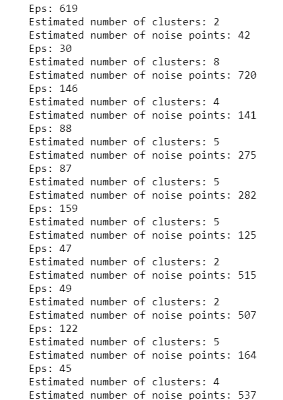 Eps: 619
Estimated number of clusters: 2
Estimated number of noise points: 42
Eps: 30
Estimated number of clusters: 8
Estimated number of noise points: 720
Eps: 146
Estimated number of clusters: 4
Estimated number of noise points: 141
Eps: 88
Estimated number of clusters: 5
Estimated number of noise points: 275
Eps: 87
Estimated number of clusters: 5
Estimated number of noise points: 282
Eps: 159
Estimated number of clusters: 5
Estimated number of noise points: 125
Eps: 47
Estimated number of clusters: 2
Estimated number of noise points: 515
Eps: 49
Estimated number of clusters: 2
Estimated number of noise points: 507
Eps: 122
Estimated number of clusters: 5
Estimated number of noise points: 164
Eps: 45
Estimated number of clusters: 4
Estimated number of noise points: 537